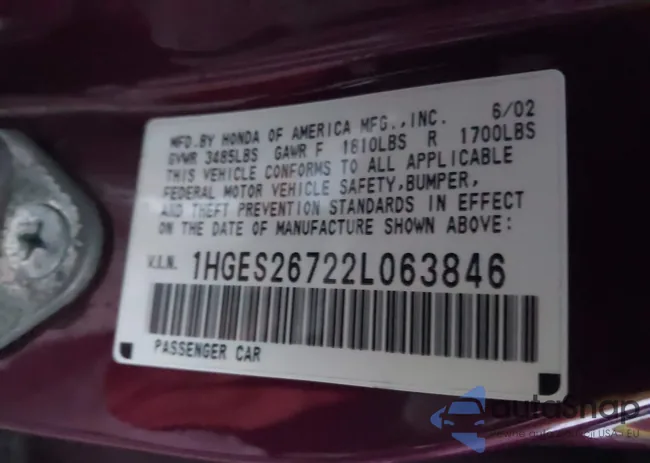 MFD.BY HONDA OF AMERICA MFG.,INC. 6/02
GVWR 3485LBS GAWR F 1810LBS R 1700LBS
THIS VEHICLE CONFORMS TO ALL APPLICABLE
FEDERAL MOTOR VEHICLE SAFETY,BUMPER,
AND THEFT PREVENTION STANDARDS IN EFFECT
ON THE DATE OF MANUFACTURE SHOWN ABOVE:
V.I.N. 1HGES26722L063846
PASSENGER CAR
autoSnap